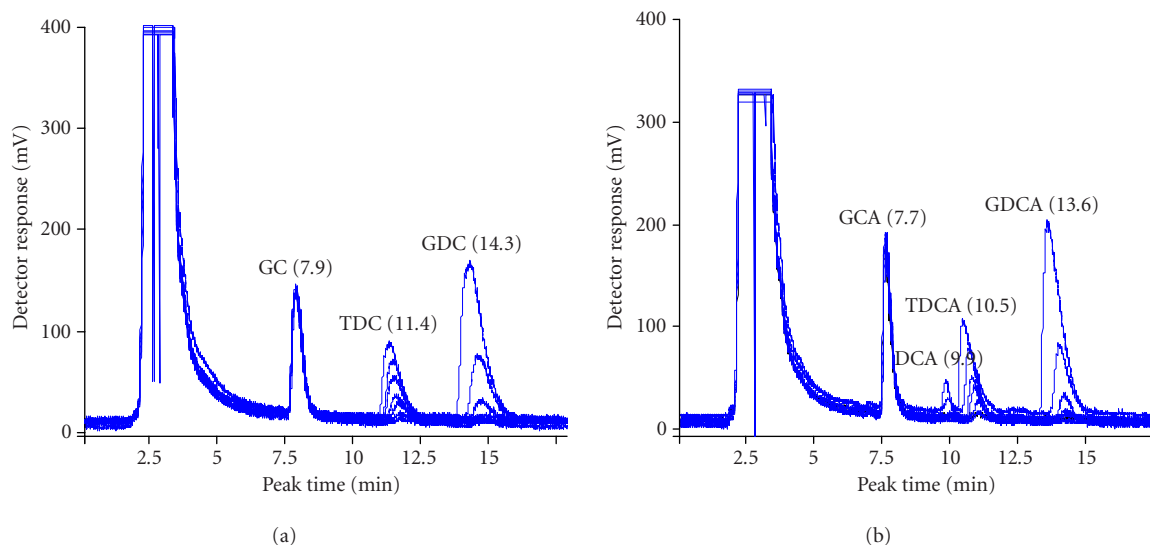 400
300
200
100
0
Detector response (mV)
GC (7.9)
TDC (11.4)
GDC (14.3)
2.5
5
7.5
10
12.5
15
Peak time (min)
(a)
400
300
200
100
0
Detector response (mV)
GCA (7.7)
GDCA (13.6)
TDCA (10.5)
DCA (9.9)
2.5
5
7.5
10
12.5
15
Peak time (min)
(b)